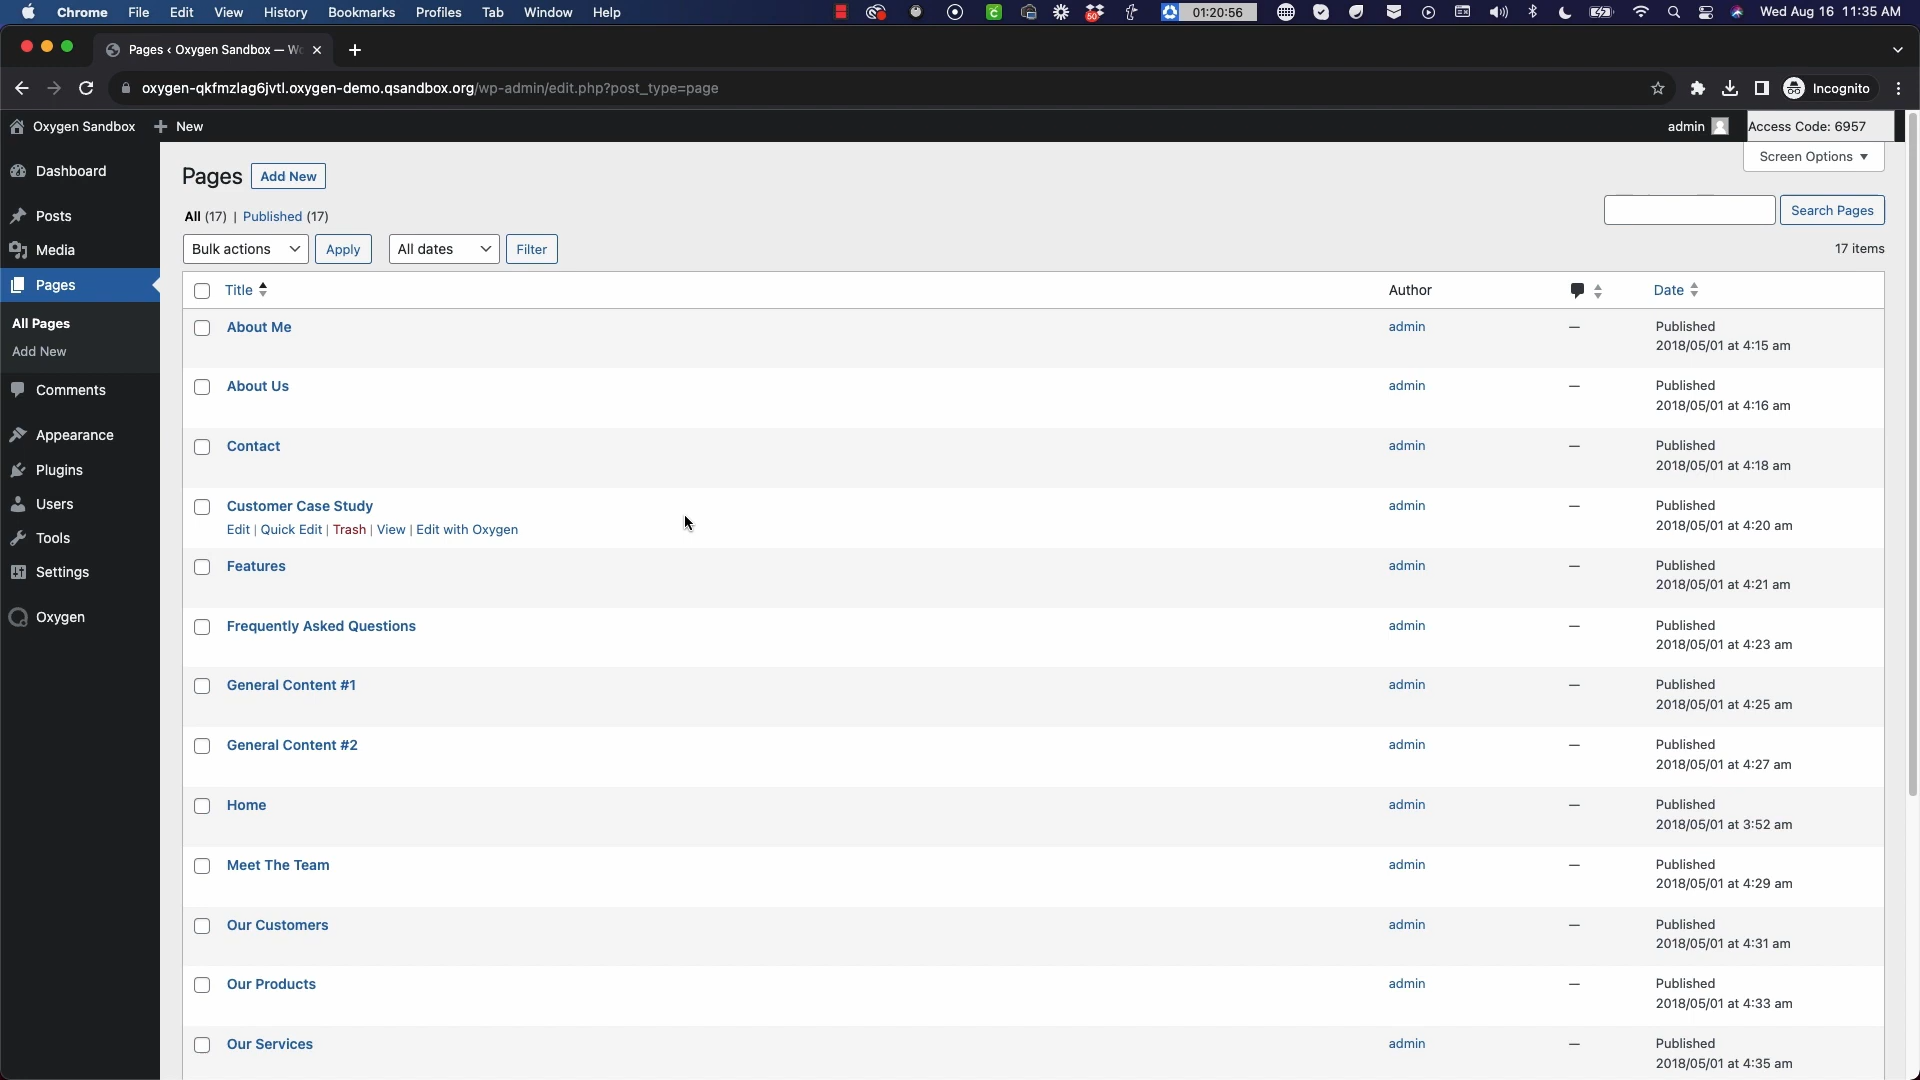 Chrome File Edit View History Bookmarks Profiles Tab Window Help 50 01:20:56 Wed Aug 16 11:35 AM
Pages ‹ Oxygen Sandbox — Wo
oxygen-qkfmzlag6jvtl.oxygen-demo.qsandbox.org/wp-admin/edit.php?post_type=page Incognito
Oxygen Sandbox + New admin Access Code: 6957
Screen Options ▼
Dashboard
Posts
Media
Pages
All Pages
Add New
Comments
Appearance
Plugins
Users
Tools
Settings
Oxygen
Pages Add New
All (17) | Published (17)
Search Pages
Bulk actions Apply All dates Filter 17 items
Title Author Date
About Me admin — Published
2018/05/01 at 4:15 am
About Us admin — Published
2018/05/01 at 4:16 am
Contact admin — Published
2018/05/01 at 4:18 am
Customer Case Study admin — Published
Edit | Quick Edit | Trash | View | Edit with Oxygen 2018/05/01 at 4:20 am
Features admin — Published
2018/05/01 at 4:21 am
Frequently Asked Questions admin — Published
2018/05/01 at 4:23 am
General Content #1 admin — Published
2018/05/01 at 4:25 am
General Content #2 admin — Published
2018/05/01 at 4:27 am
Home admin — Published
2018/05/01 at 3:52 am
Meet The Team admin — Published
2018/05/01 at 4:29 am
Our Customers admin — Published
2018/05/01 at 4:31 am
Our Products admin — Published
2018/05/01 at 4:33 am
Our Services admin — Published
2018/05/01 at 4:35 am